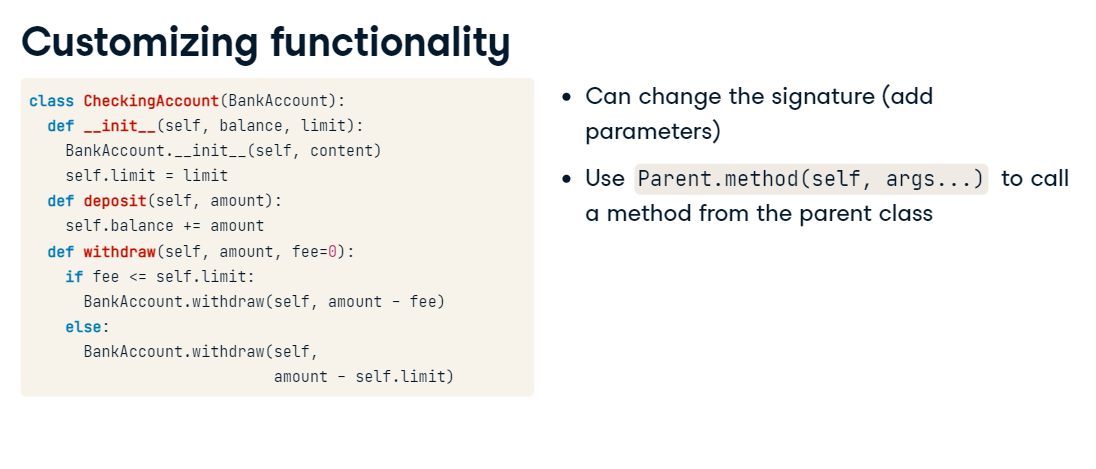 Customizing functionality
class CheckingAccount(BankAccount):
  def __init__(self, balance, limit):
    BankAccount.__init__(self, content)
    self.limit = limit
  def deposit(self, amount):
    self.balance += amount
  def withdraw(self, amount, fee=0):
    if fee <= self.limit:
      BankAccount.withdraw(self, amount - fee)
    else:
      BankAccount.withdraw(self,
                           amount - self.limit)
• Can change the signature (add
parameters)
• Use Parent.method(self, args...) to call
a method from the parent class